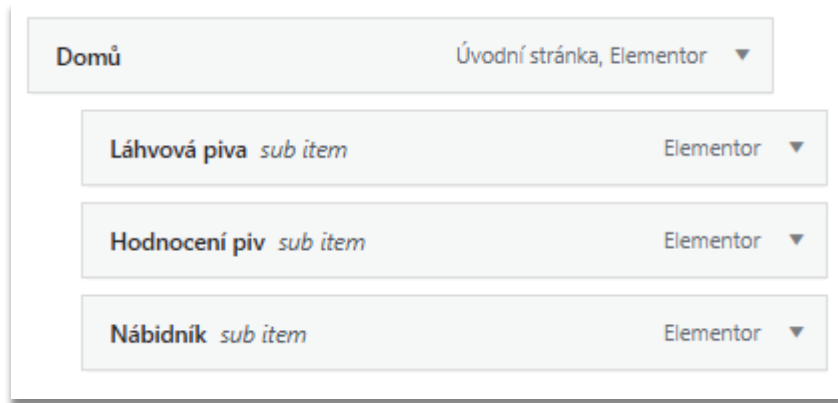 Domů Úvodní stránka, Elementor
Láhvová piva sub item Elementor
Hodnocení piv sub item Elementor
Nábidník sub item Elementor